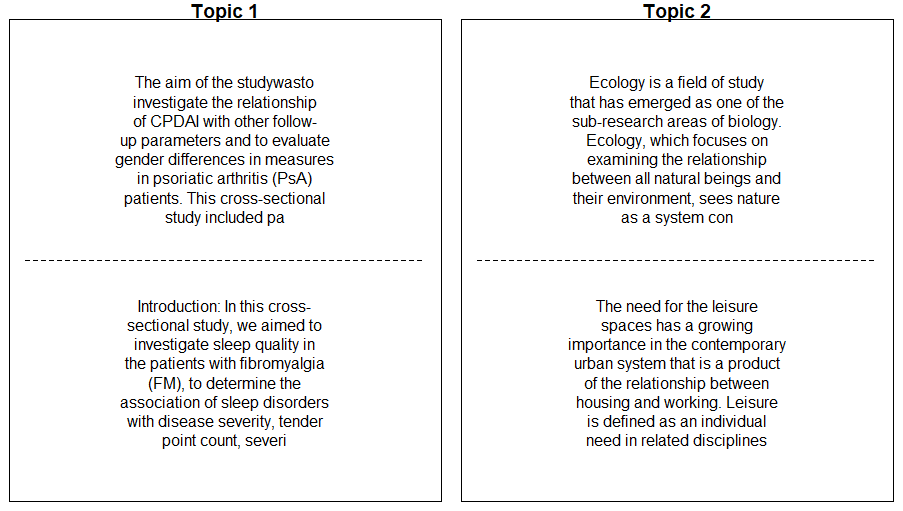 Topic 1
The aim of the studywasto
investigate the relationship
of CPDAI with other follow-
up parameters and to evaluate
gender differences in measures
in psoriatic arthritis (PsA)
patients. This cross-sectional
study included pa
Introduction: In this cross-
sectional study, we aimed to
investigate sleep quality in
the patients with fibromyalgia
(FM), to determine the
association of sleep disorders
with disease severity, tender
point count, severi
Topic 2
Ecology is a field of study
that has emerged as one of the
sub-research areas of biology.
Ecology, which focuses on
examining the relationship
between all natural beings and
their environment, sees nature
as a system con
The need for the leisure
spaces has a growing
importance in the contemporary
urban system that is a product
of the relationship between
housing and working. Leisure
is defined as an individual
need in related disciplines